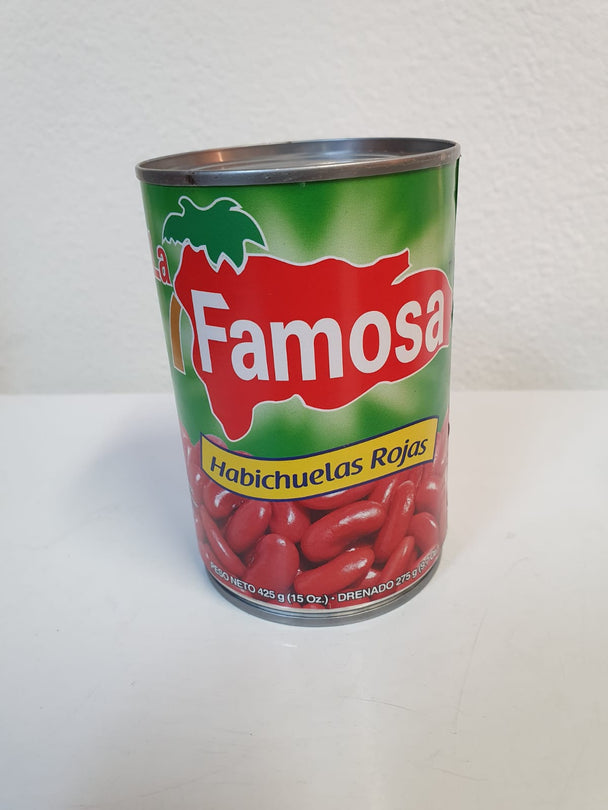 La
Famosa
Habichuelas Rojas
PESO NETO 425 g (15 Oz.) · DRENADO 275 g